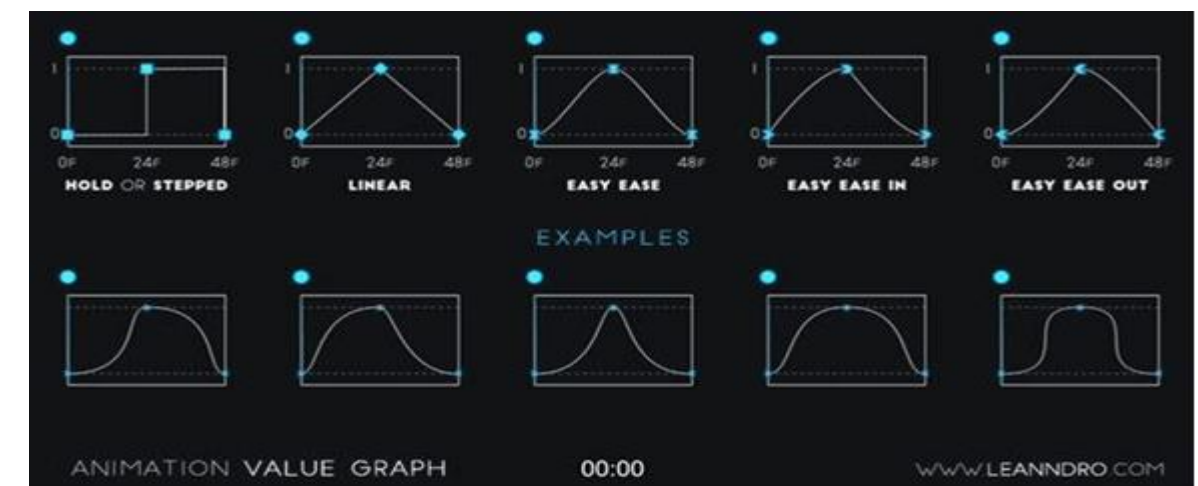 1 1 1 1 1
0 0 0 0 0
0F 24F 48F 0F 24F 48F 0F 24F 48F 0F 24F 48F 0F 24F 48F
HOLD OR STEPPED LINEAR EASY EASE EASY EASE IN EASY EASE OUT
EXAMPLES
ANIMATION VALUE GRAPH 00:00 WWW.LEANNDRO.COM